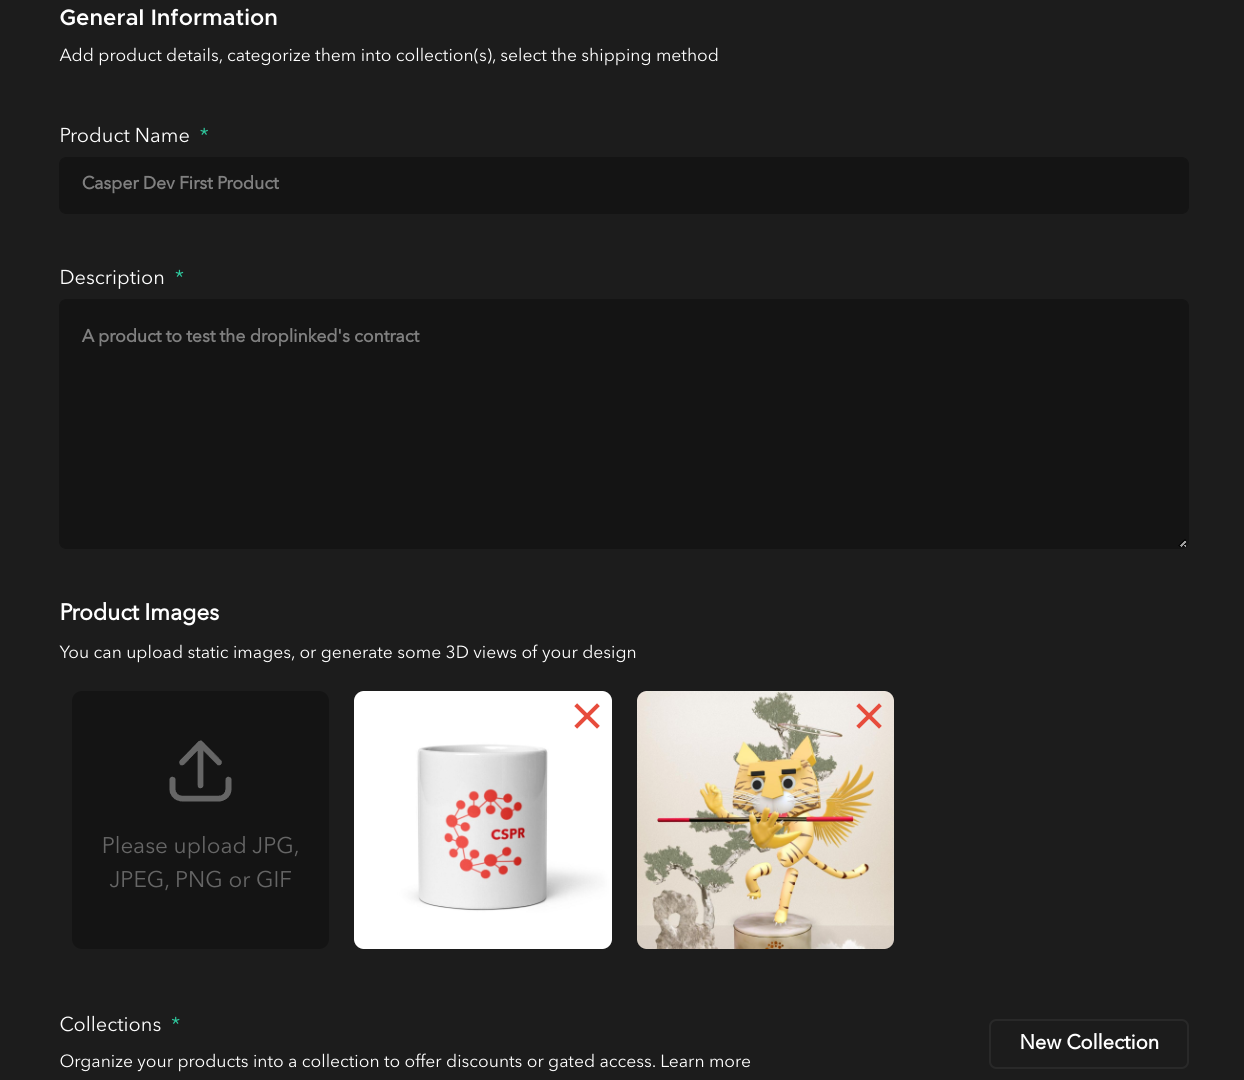 General Information
Add product details, categorize them into collection(s), select the shipping method
Product Name *
Casper Dev First Product
Description *
A product to test the droplinked's contract
Product Images
You can upload static images, or generate some 3D views of your design
Please upload JPG,
JPEG, PNG or GIF
CSPR
Collections *
New Collection
Organize your products into a collection to offer discounts or gated access. Learn more